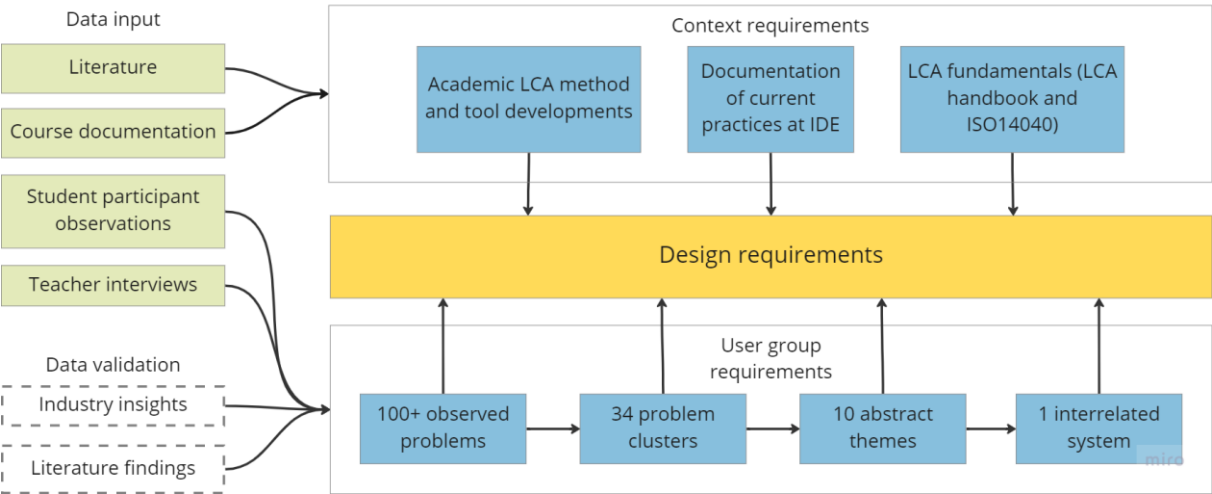 Data input
Literature
Course documentation
Student participant
observations
Teacher interviews
Data validation
Industry insights
Literature findings
Context requirements
Academic LCA method
and tool developments
Documentation
of current
practices at IDE
LCA fundamentals (LCA
handbook and
ISO14040)
Design requirements
User group
requirements
100+ observed
problems
34 problem
clusters
10 abstract
themes
1 interrelated
system
miro